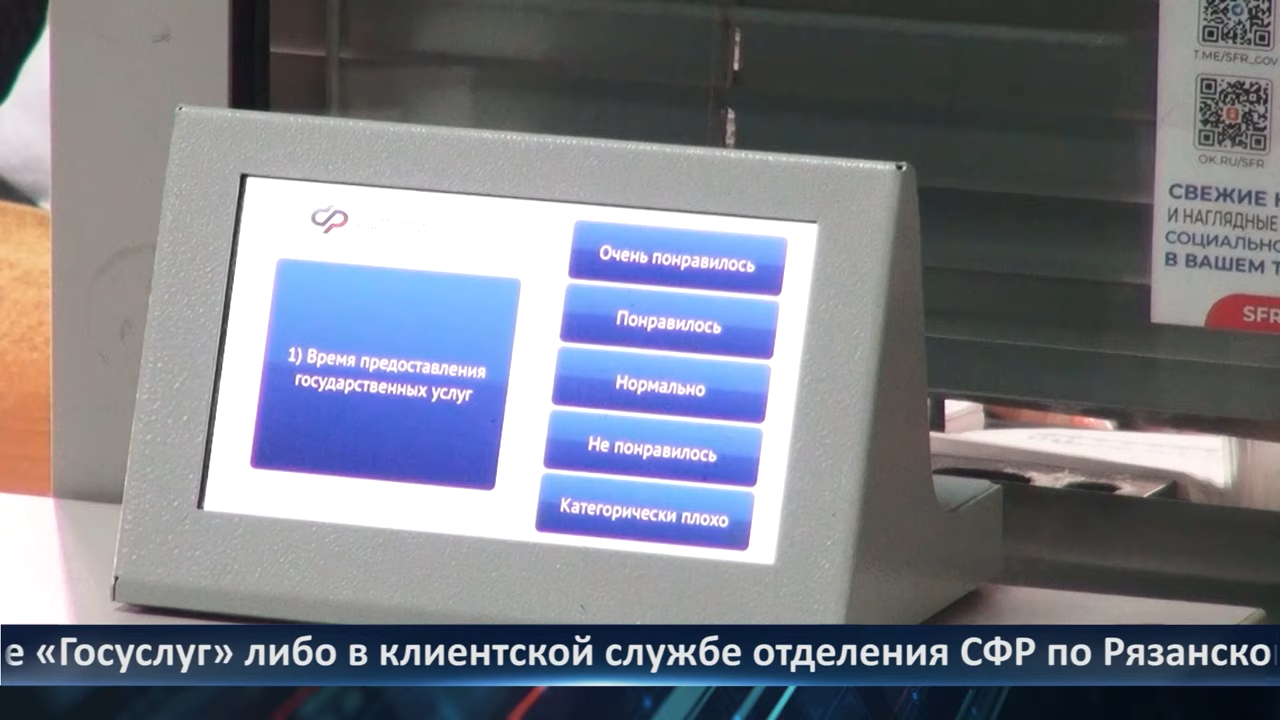 1) Время предоставления
государственных услуг
Очень понравилось
Понравилось
Нормально
Не понравилось
Категорически плохо
T.ME/SFR_GOV
OK.RU/SFR
СВЕЖИЕ
И НАГЛЯДНЫЕ
СОЦИАЛЬНО
В ВАШЕМ Т
SFR
е «Госуслуг» либо в клиентской службе отделения СФР по Рязанско